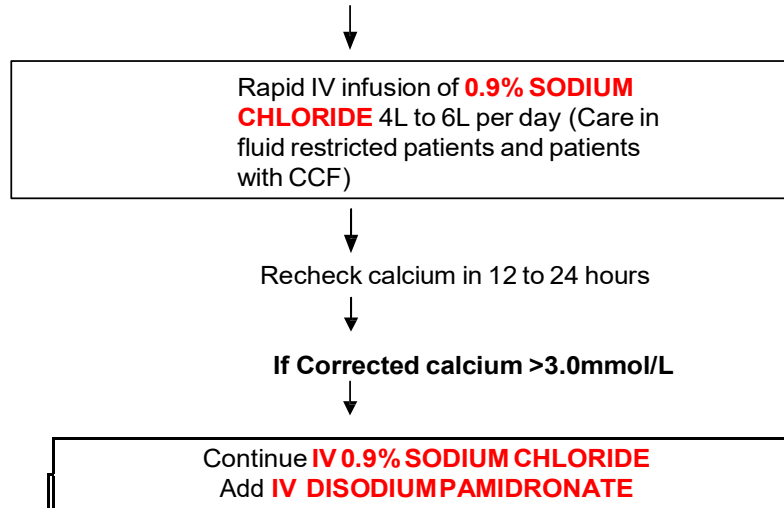 Rapid IV infusion of 0.9% SODIUM
CHLORIDE 4L to 6L per day (Care in
fluid restricted patients and patients
with CCF)
Recheck calcium in 12 to 24 hours
If Corrected calcium >3.0mmol/L
Continue IV 0.9% SODIUM CHLORIDE
Add IV DISODIUM PAMIDRONATE